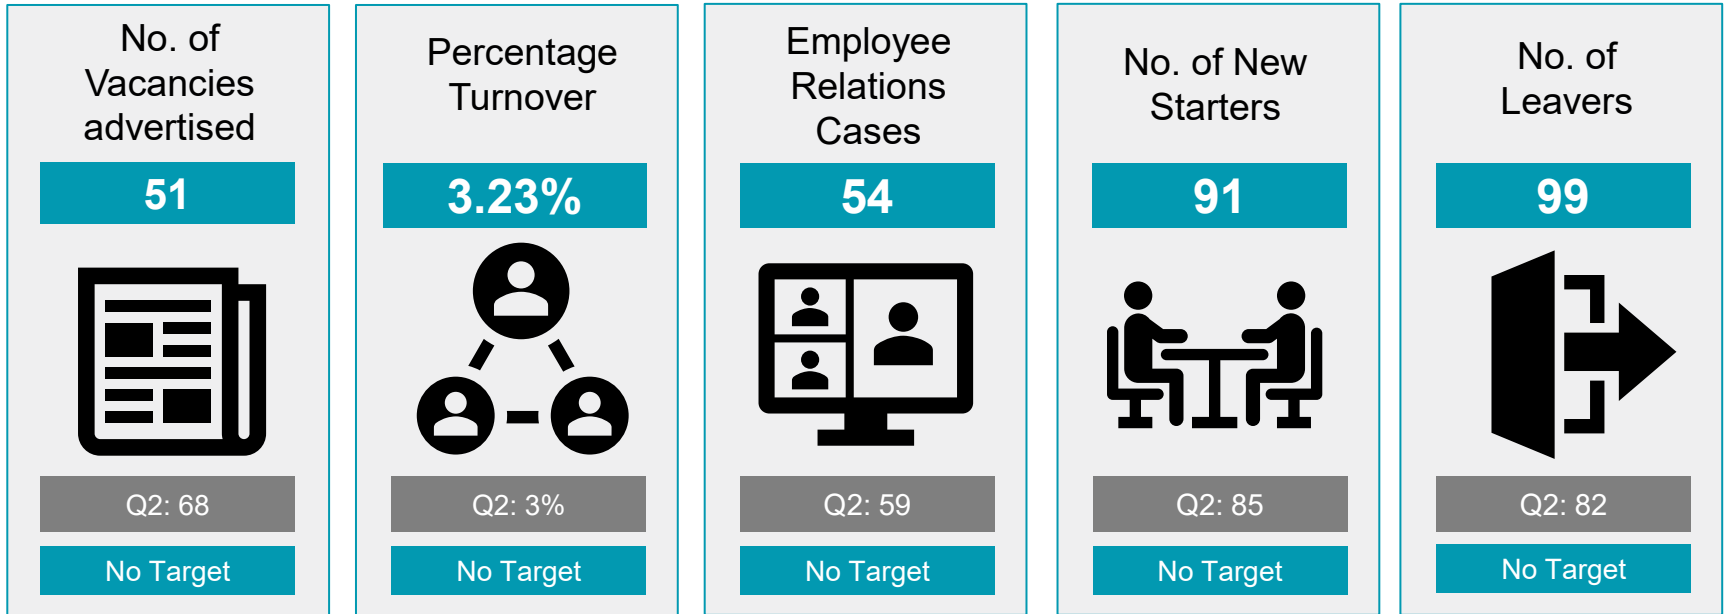 No. of
Vacancies
advertised
51
Q2: 68
No Target
Percentage
Turnover
3.23%
Q2: 3%
No Target
Employee
Relations
Cases
54
Q2: 59
No Target
No. of New
Starters
91
Q2: 85
No Target
No. of
Leavers
99
Q2: 82
No Target